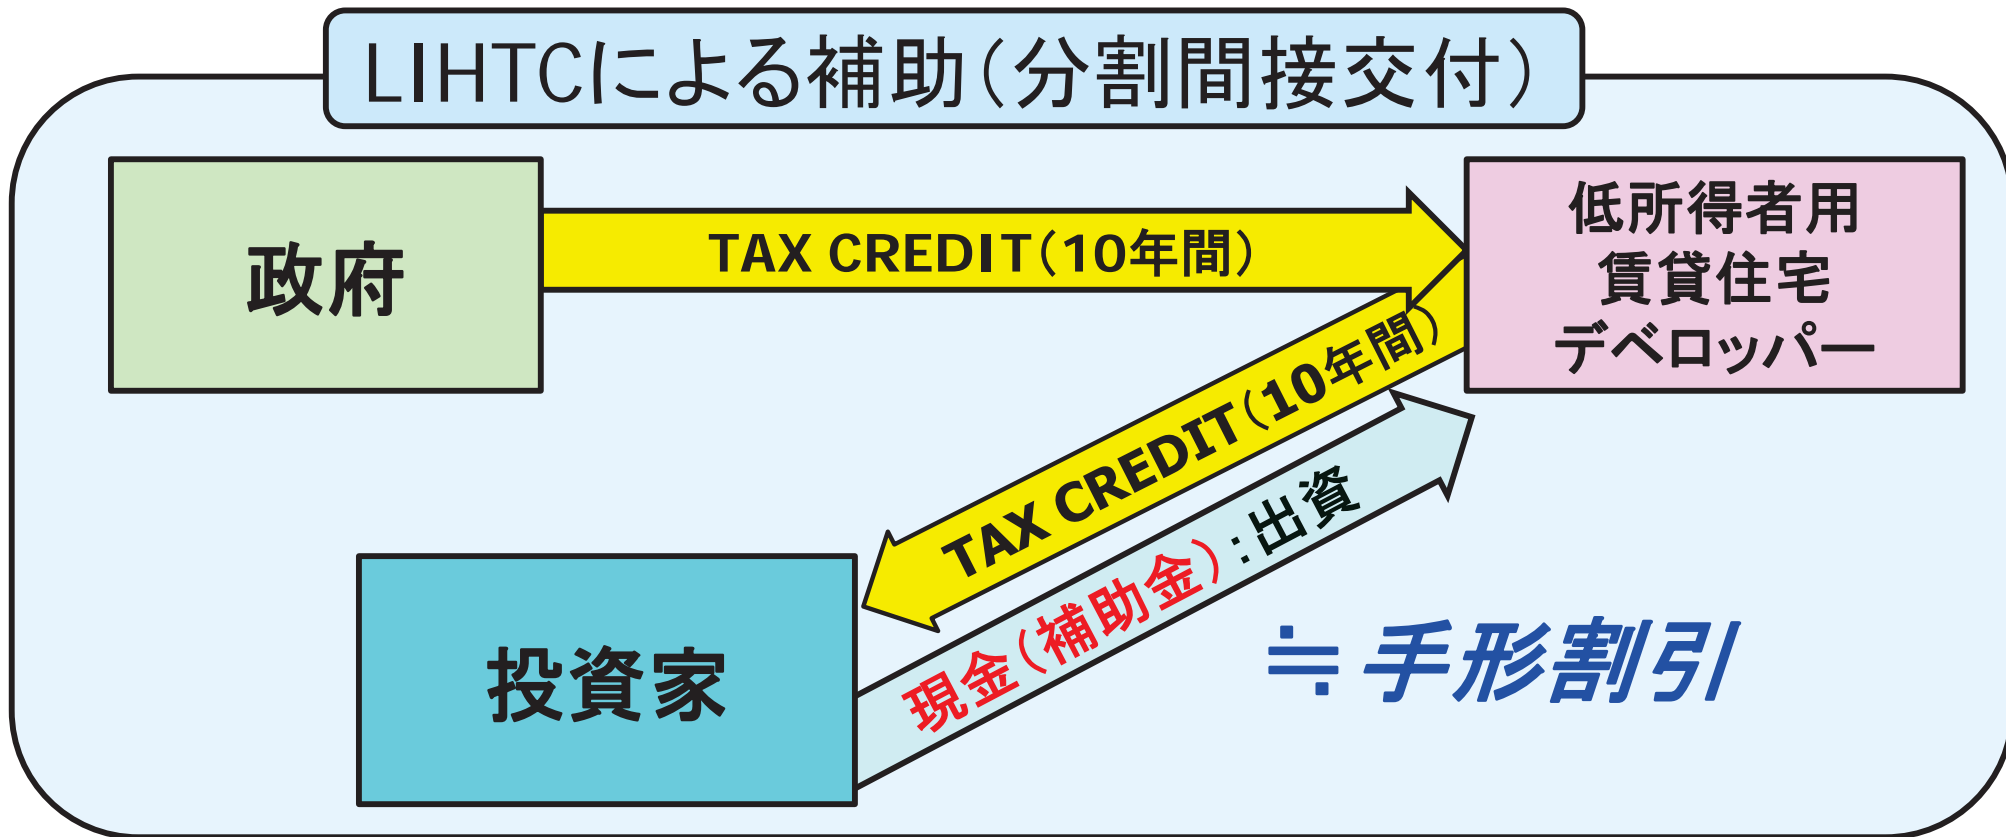 LIHTCによる補助（分割間接交付）
政府
TAX CREDIT（10年間）
低所得者用
賃貸住宅
デベロッパー
TAX CREDIT（10年間）
現金（補助金）：出資
投資家
≒手形割引